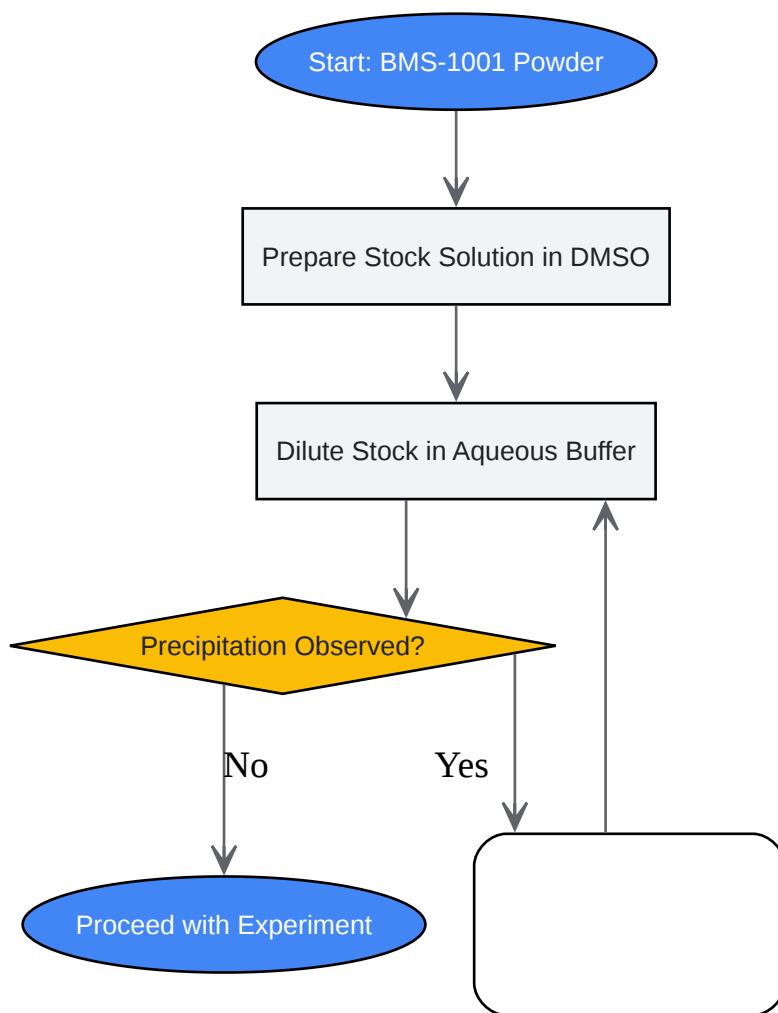 Start: BMS-1001 Powder
Prepare Stock Solution in DMSO
Dilute Stock in Aqueous Buffer
Precipitation Observed?
No
Yes
Proceed with Experiment